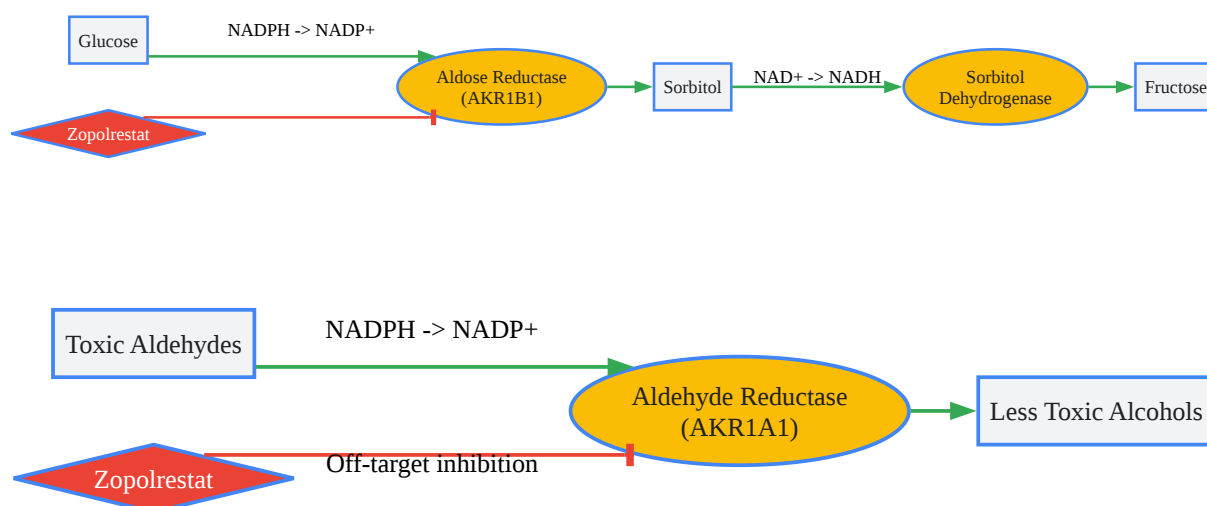 Glucose
NADPH -> NADP+
Aldose Reductase
(AKR1B1)
Sorbitol
NAD+ -> NADH
Sorbitol
Dehydrogenase
Fructose
Zopolrestat
Toxic Aldehydes
NADPH -> NADP+
Aldehyde Reductase
(AKR1A1)
Less Toxic Alcohols
Zopolrestat
Off-target inhibition